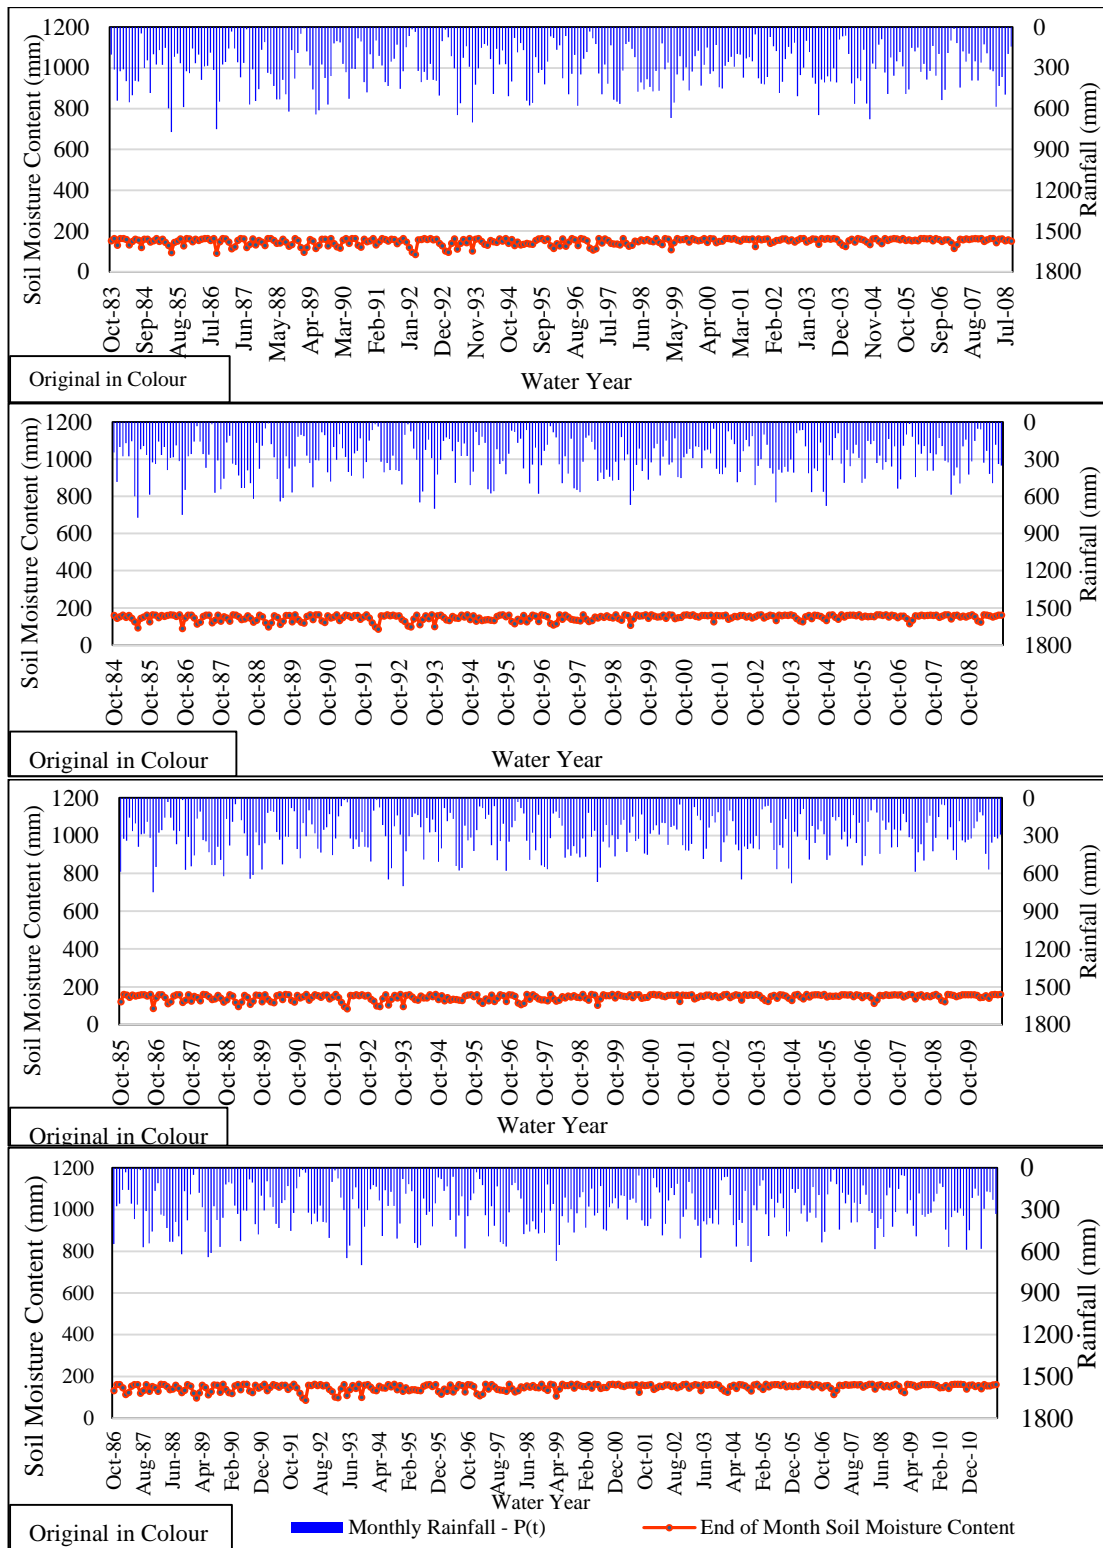 1200
1000
800
600
400
200
0
Soil Moisture Content (mm)
0
300
600
900
1200
1500
1800
Rainfall (mm)
Oct-83
Sep-84
Aug-85
Jul-86
Jun-87
May-88
Apr-89
Mar-90
Feb-91
Jan-92
Dec-92
Nov-93
Oct-94
Sep-95
Aug-96
Jul-97
Jun-98
May-99
Apr-00
Mar-01
Feb-02
Jan-03
Dec-03
Nov-04
Oct-05
Sep-06
Aug-07
Jul-08
Water Year
Original in Colour
1200
1000
800
600
400
200
0
Soil Moisture Content (mm)
0
300
600
900
1200
1500
1800
Rainfall (mm)
Oct-84
Oct-85
Oct-86
Oct-87
Oct-88
Oct-89
Oct-90
Oct-91
Oct-92
Oct-93
Oct-94
Oct-95
Oct-96
Oct-97
Oct-98
Oct-99
Oct-00
Oct-01
Oct-02
Oct-03
Oct-04
Oct-05
Oct-06
Oct-07
Oct-08
Water Year
Original in Colour
1200
1000
800
600
400
200
0
Soil Moisture Content (mm)
0
300
600
900
1200
1500
1800
Rainfall (mm)
Oct-85
Oct-86
Oct-87
Oct-88
Oct-89
Oct-90
Oct-91
Oct-92
Oct-93
Oct-94
Oct-95
Oct-96
Oct-97
Oct-98
Oct-99
Oct-00
Oct-01
Oct-02
Oct-03
Oct-04
Oct-05
Oct-06
Oct-07
Oct-08
Oct-09
Water Year
Original in Colour
1200
1000
800
600
400
200
0
Soil Moisture Content (mm)
0
300
600
900
1200
1500
1800
Rainfall (mm)
Oct-86
Aug-87
Jun-88
Apr-89
Feb-90
Dec-90
Oct-91
Aug-92
Jun-93
Apr-94
Feb-95
Dec-95
Oct-96
Aug-97
Jun-98
Apr-99
Feb-00
Dec-00
Oct-01
Aug-02
Jun-03
Apr-04
Feb-05
Dec-05
Oct-06
Aug-07
Jun-08
Apr-09
Feb-10
Dec-10
Water Year
Original in Colour
Monthly Rainfall - P(t)
End of Month Soil Moisture Content